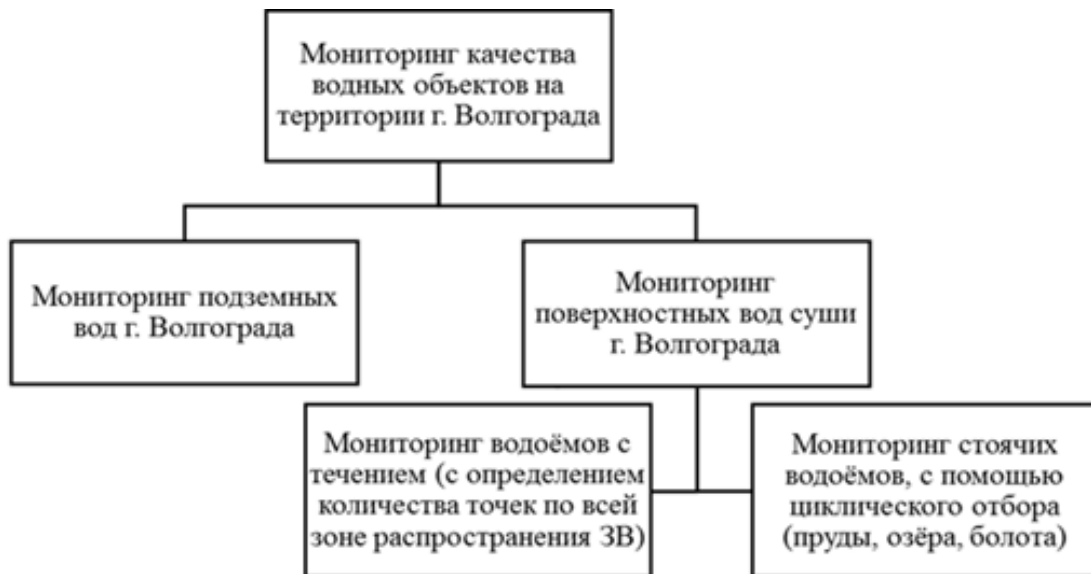 Мониторинг качества
водных объектов на
территории г. Волгограда
Мониторинг подземных
вод г. Волгограда
Мониторинг
поверхностных вод суши
г. Волгограда
Мониторинг водоёмов с
течением (с определением
количества точек по всей
зоне распространения ЗВ)
Мониторинг стоячих
водоёмов, с помощью
циклического отбора
(пруды, озёра, болота)